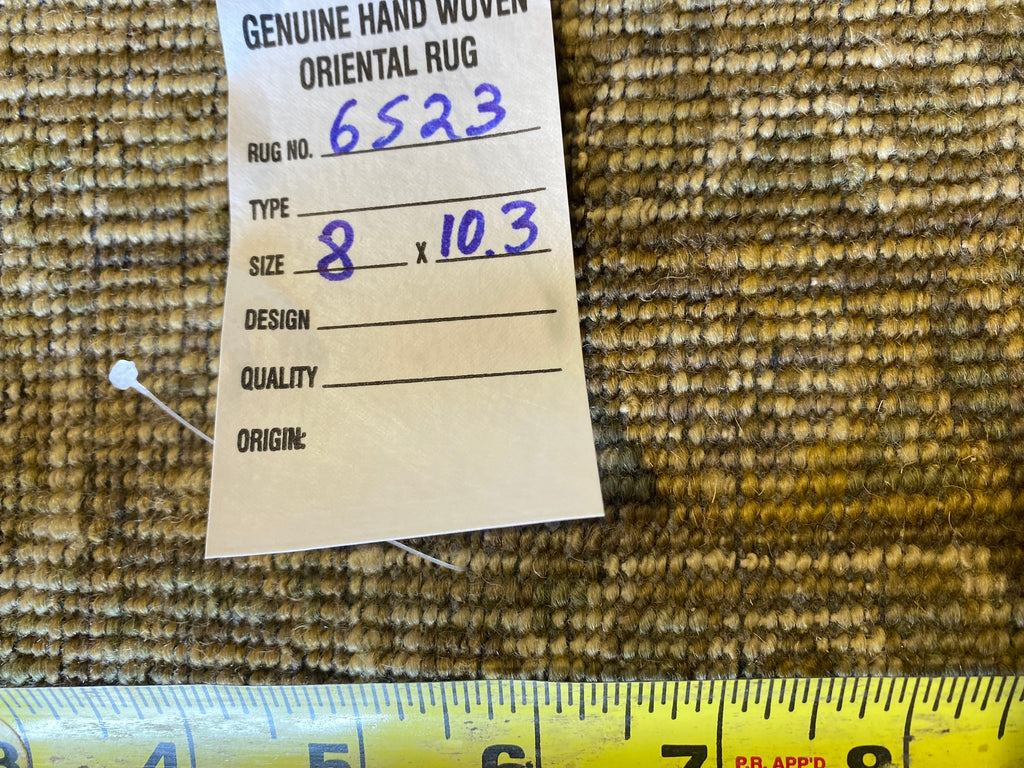 GENUINE HAND WOVEN
ORIENTAL RUG
RUG NO. 6523
TYPE
SIZE 8 X 10.3
DESIGN
QUALITY
ORIGIN:
3 4 5 6 7 P.R. APP'D 8